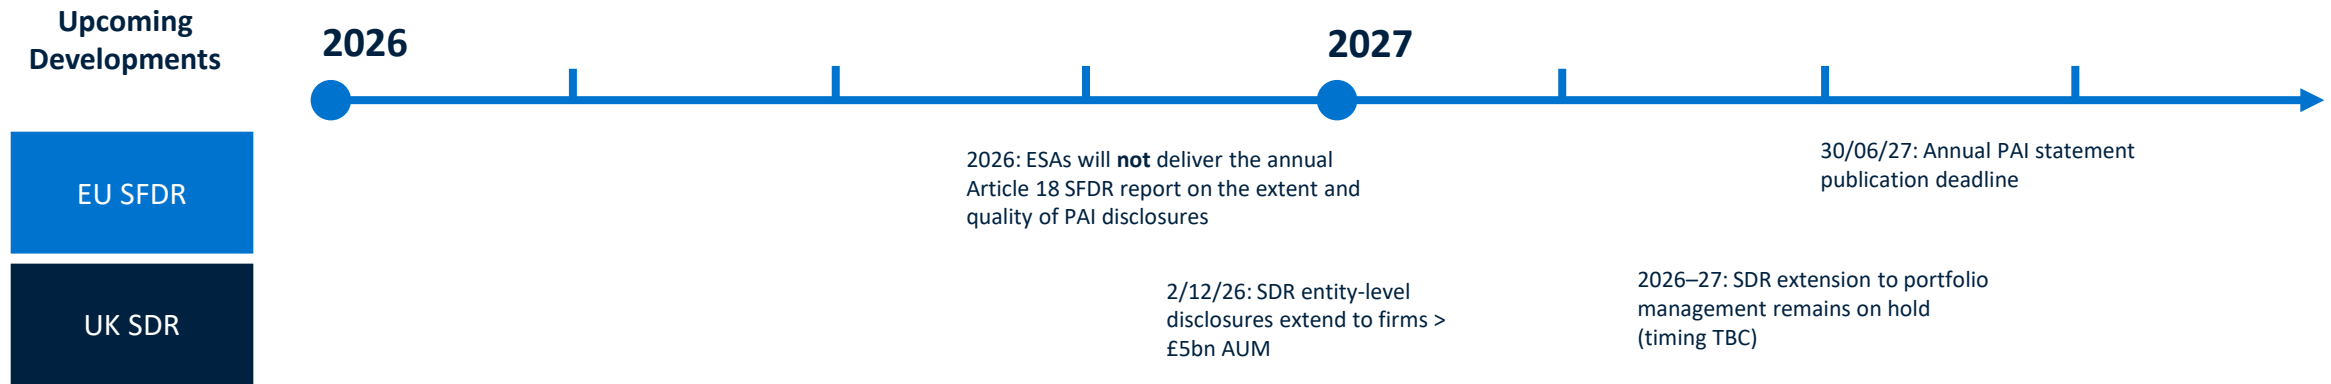 Upcoming
Developments
2026
2027
EU SFDR
2026: ESAs will not deliver the annual
Article 18 SFDR report on the extent and
quality of PAI disclosures
30/06/27: Annual PAI statement
publication deadline
UK SDR
2/12/26: SDR entity-level
disclosures extend to firms >
£5bn AUM
2026–27: SDR extension to portfolio
management remains on hold
(timing TBC)